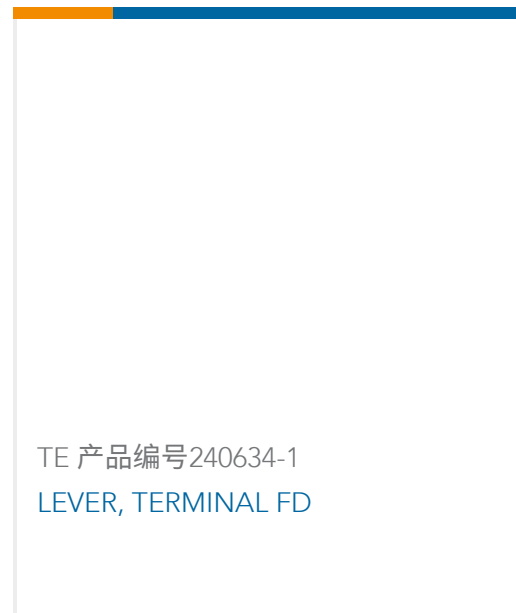 TE 产品编号240634-1
LEVER, TERMINAL FD